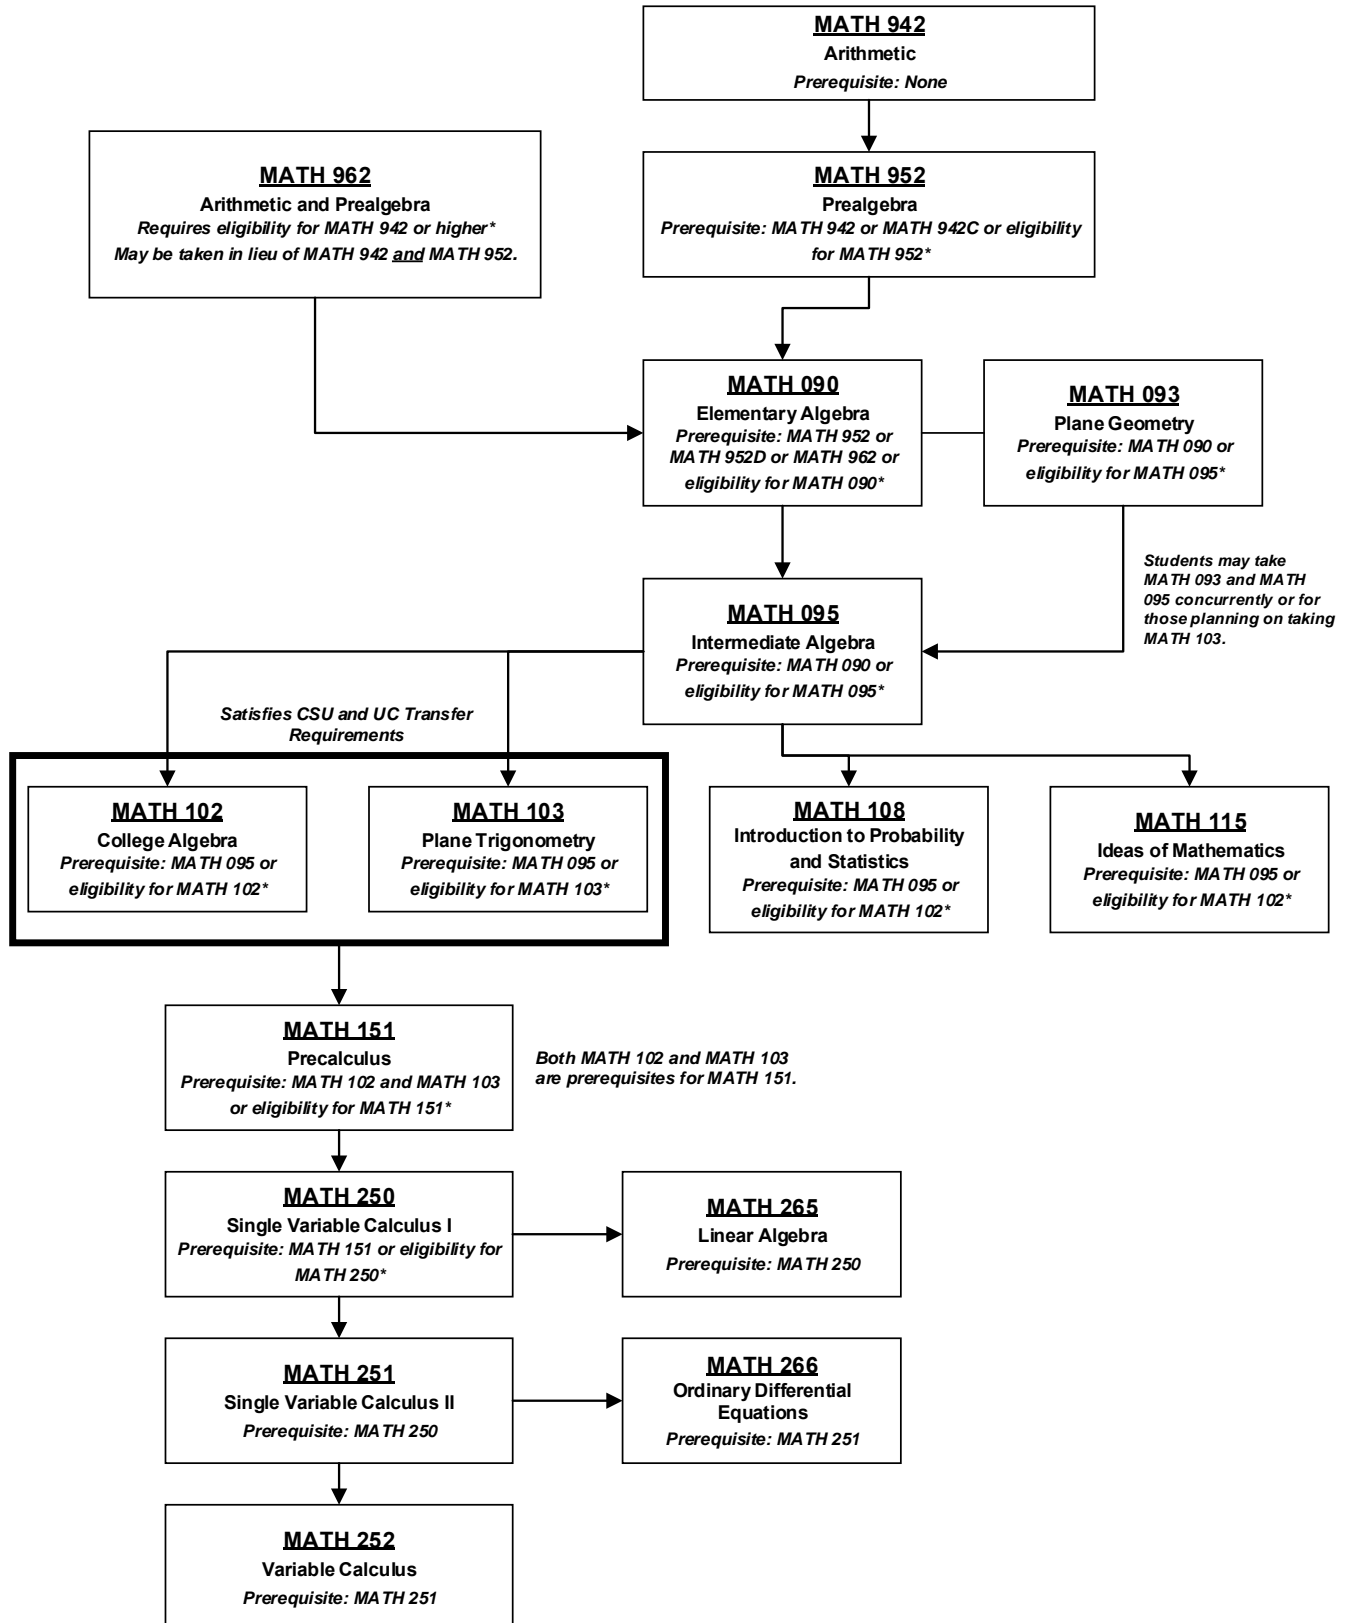 MATH 942
Arithmetic
Prerequisite: None
MATH 962
Arithmetic and Prealgebra
Requires eligibility for MATH 942 or higher*
May be taken in lieu of MATH 942 and MATH 952.
MATH 952
Prealgebra
Prerequisite: MATH 942 or MATH 942C or eligibility
for MATH 952*
MATH 090
Elementary Algebra
Prerequisite: MATH 952 or
MATH 952D or MATH 962 or
eligibility for MATH 090*
MATH 093
Plane Geometry
Prerequisite: MATH 090 or
eligibility for MATH 095*
Students may take
MATH 093 and MATH
095 concurrently or for
those planning on taking
MATH 103.
MATH 095
Intermediate Algebra
Prerequisite: MATH 090 or
eligibility for MATH 095*
Satisfies CSU and UC Transfer
Requirements
MATH 102
College Algebra
Prerequisite: MATH 095 or
eligibility for MATH 102*
MATH 103
Plane Trigonometry
Prerequisite: MATH 095 or
eligibility for MATH 103*
MATH 108
Introduction to Probability
and Statistics
Prerequisite: MATH 095 or
eligibility for MATH 102*
MATH 115
Ideas of Mathematics
Prerequisite: MATH 095 or
eligibility for MATH 102*
MATH 151
Precalculus
Prerequisite: MATH 102 and MATH 103
or eligibility for MATH 151*
Both MATH 102 and MATH 103
are prerequisites for MATH 151.
MATH 250
Single Variable Calculus I
Prerequisite: MATH 151 or eligibility for
MATH 250*
MATH 265
Linear Algebra
Prerequisite: MATH 250
MATH 251
Single Variable Calculus II
Prerequisite: MATH 250
MATH 266
Ordinary Differential
Equations
Prerequisite: MATH 251
MATH 252
Variable Calculus
Prerequisite: MATH 251